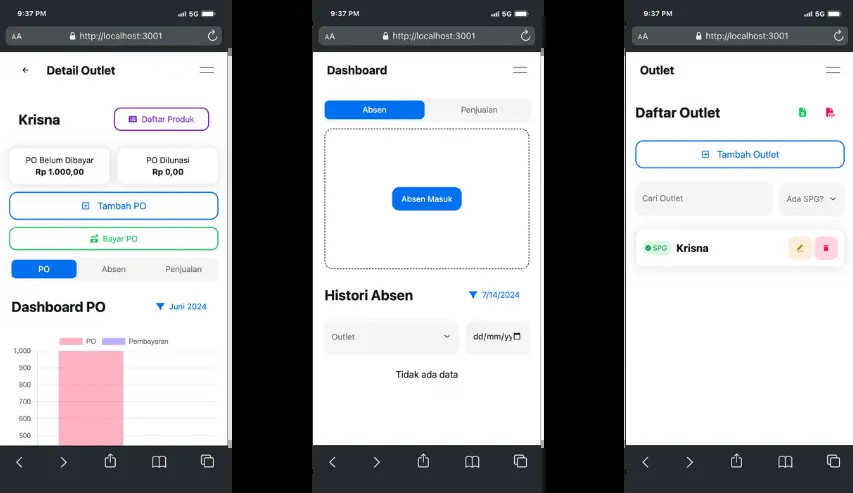 9:37 PM
5G
AA
http://localhost:3001
Detail Outlet
Krisna
Daftar Produk
PO Belum Dibayar
Rp 1.000,00
PO Dilunasi
Rp 0,00
Tambah PO
Bayar PO
PO
Absen
Penjualan
Dashboard PO
Juni 2024
PO
Pembayaran
1,000
900
800
700
600
500
9:37 PM
5G
AA
http://localhost:3001
Dashboard
Absen
Penjualan
Absen Masuk
Histori Absen
7/14/2024
Outlet
dd/mm/yy
Tidak ada data
9:37 PM
5G
AA
http://localhost:3001
Outlet
Daftar Outlet
PDF
Tambah Outlet
Cari Outlet
Ada SPG?
SPG
Krisna